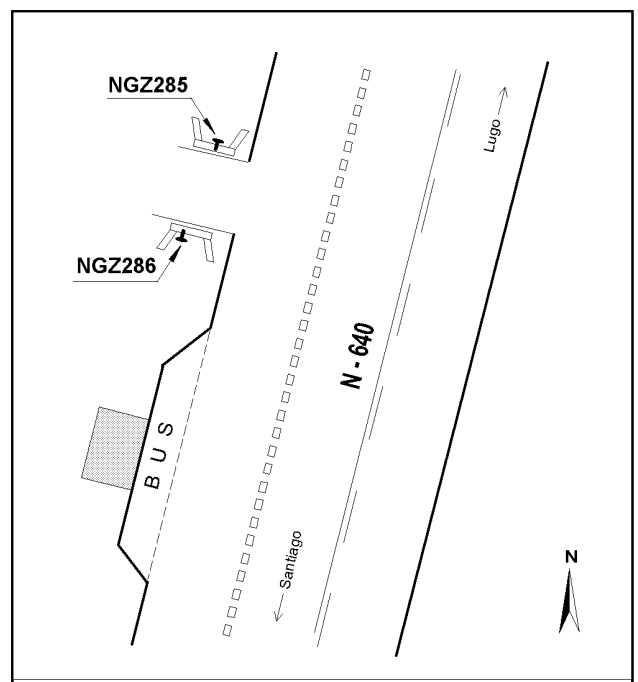 NGZ285
Lugo →
NGZ286
N - 640
BUS
← Santiago
N